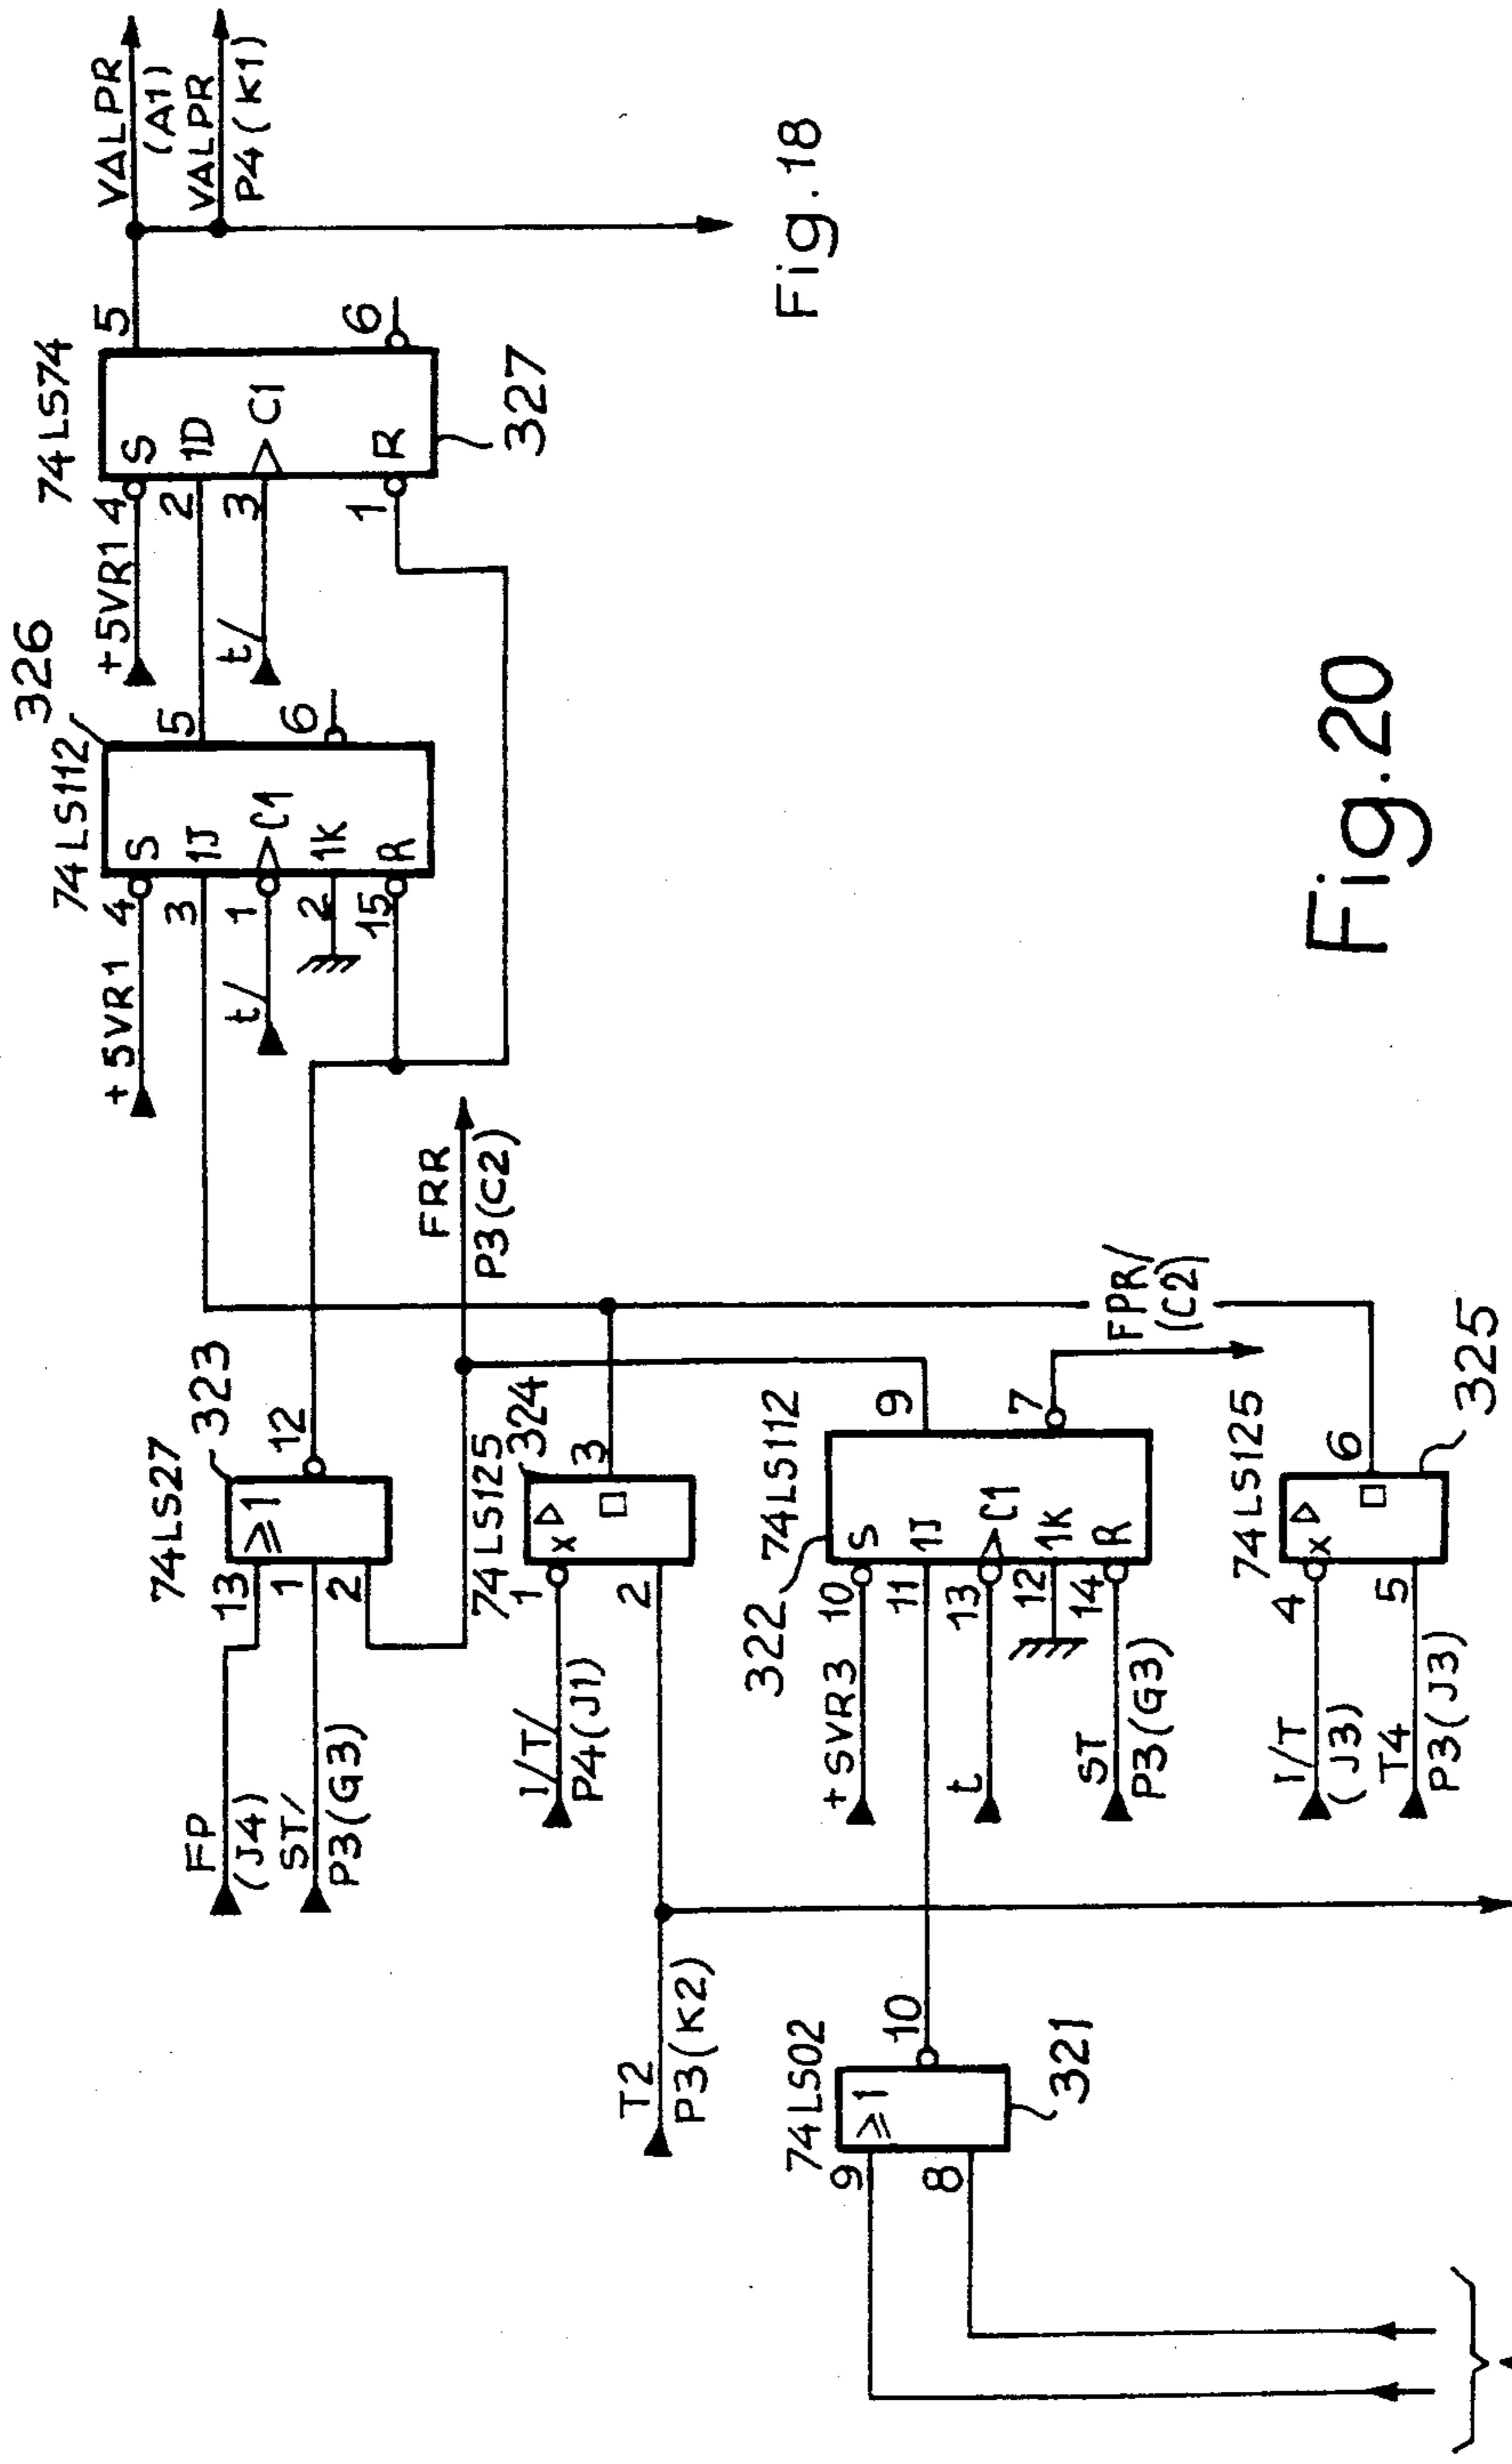 VALPR
(A1)
VALPR
P4(K1)
Fig. 18
74LS74
5
6
S
1D
C1
R
4
2
3
1
+5VR1
t/
327
326
74LS112
5
6
S
1J
C1
1K
R
4
3
1
2
15
+5VR1
t/
FRR
P3(C2)
323
74LS27
≥1
12
13
1
2
FP
(J4)
ST/
P3(G3)
324
74LS125
X ▷
3
1
2
I/T/
P4(J1)
T2
P3(K2)
74LS112
322
9
7
S
1J
C1
1K
R
10
11
13
12
14
+SVR3
t
ST
P3(G3)
FPR/
(C2)
74LS125
X ▷
6
4
5
325
I/T
(J3)
T4
P3(J3)
74LS02
≥1
10
9
8
321
Fig.20